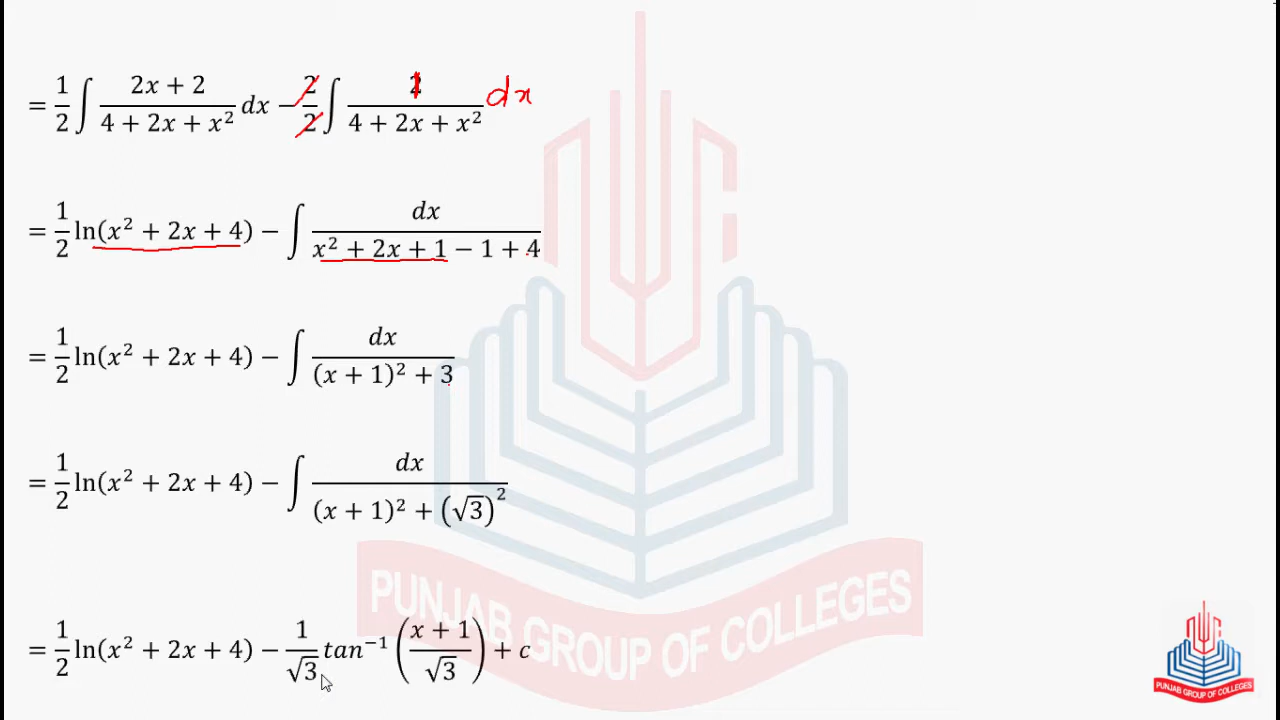 = 1/2 ∫ (2x + 2)/(4 + 2x + x²) dx − 2/2 ∫ 2/(4 + 2x + x²) 1 dx
= 1/2 ln(x² + 2x + 4) − ∫ dx/(x² + 2x + 1 − 1 + 4)
= 1/2 ln(x² + 2x + 4) − ∫ dx/((x + 1)² + 3)
= 1/2 ln(x² + 2x + 4) − ∫ dx/((x + 1)² + (√3)²)
= 1/2 ln(x² + 2x + 4) − 1/√3 tan⁻¹((x + 1)/√3) + c
PUNJAB GROUP OF COLLEGES
PUNJAB GROUP OF COLLEGES